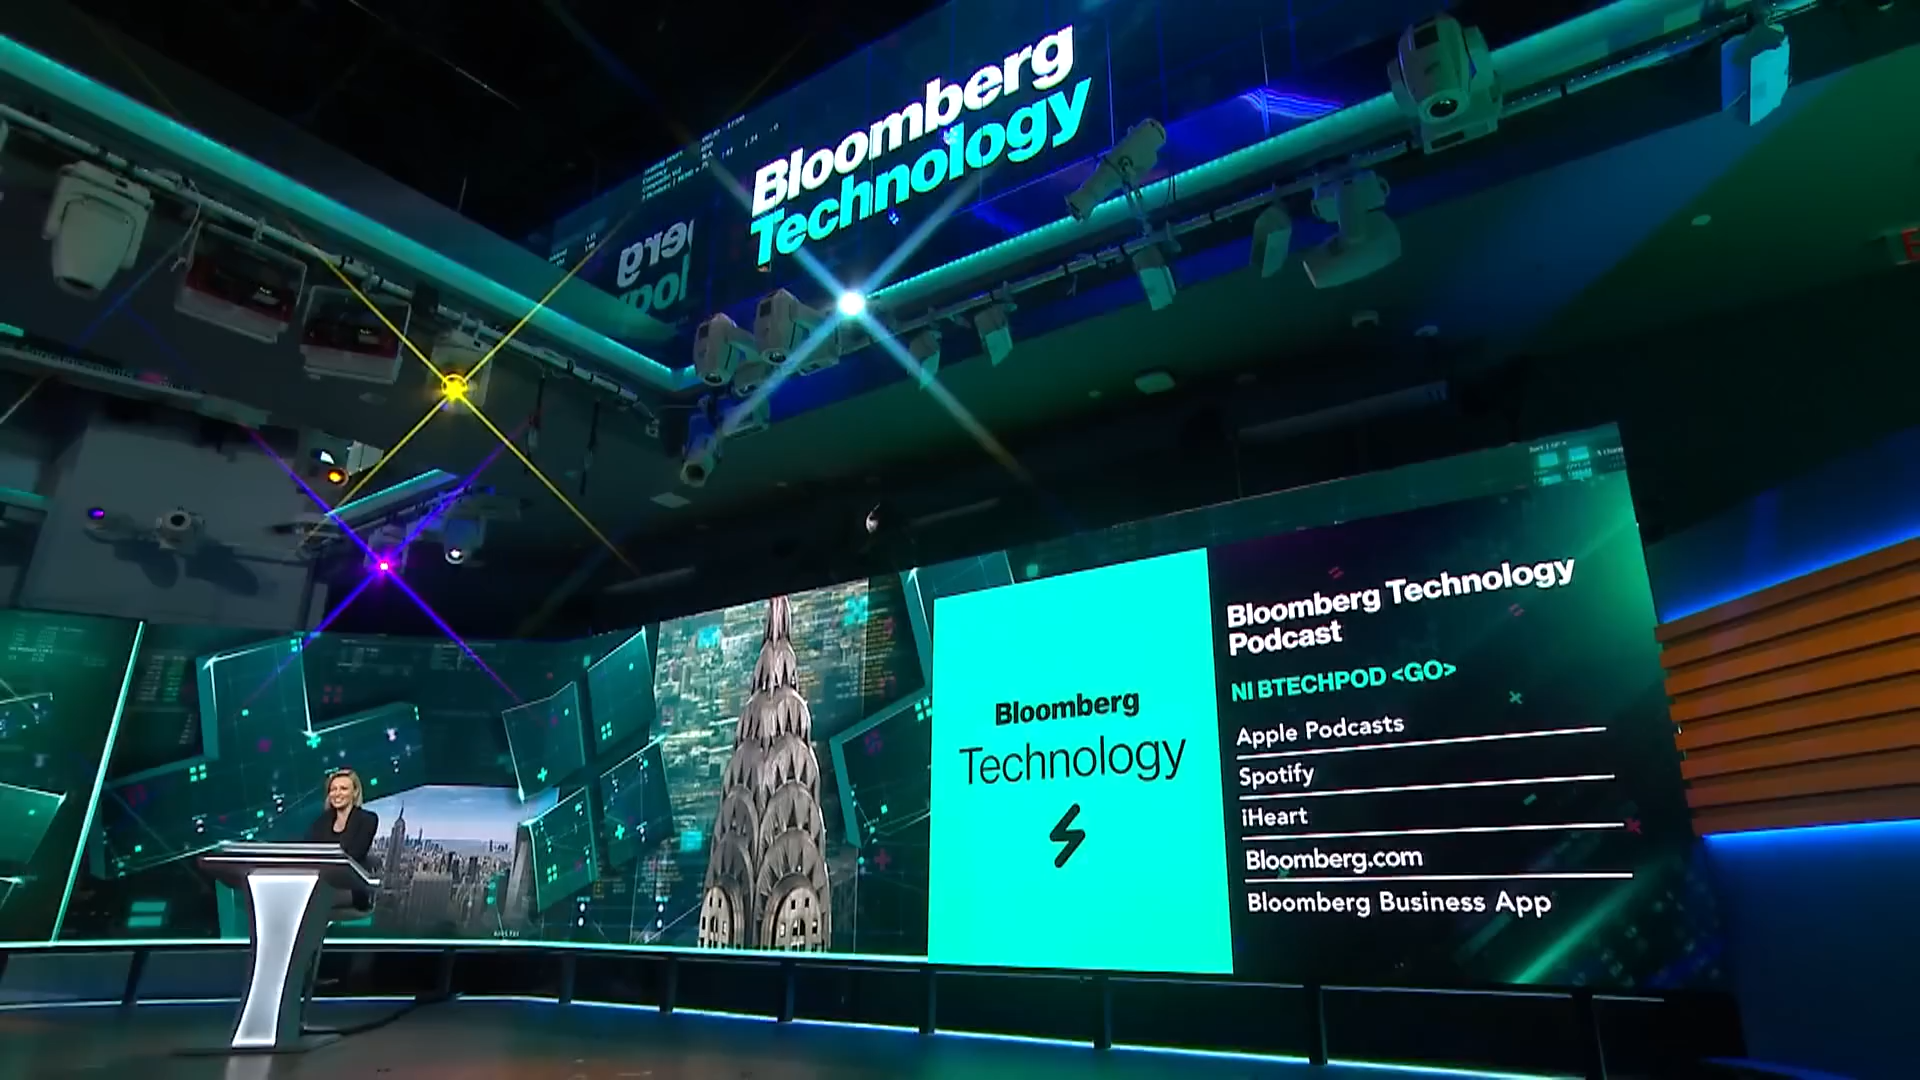 Bloomberg
Technology
Bloomberg Technology
Podcast
NI BTECHPOD <GO>
Apple Podcasts
Spotify
iHeart
Bloomberg.com
Bloomberg Business App
Bloomberg
Technology